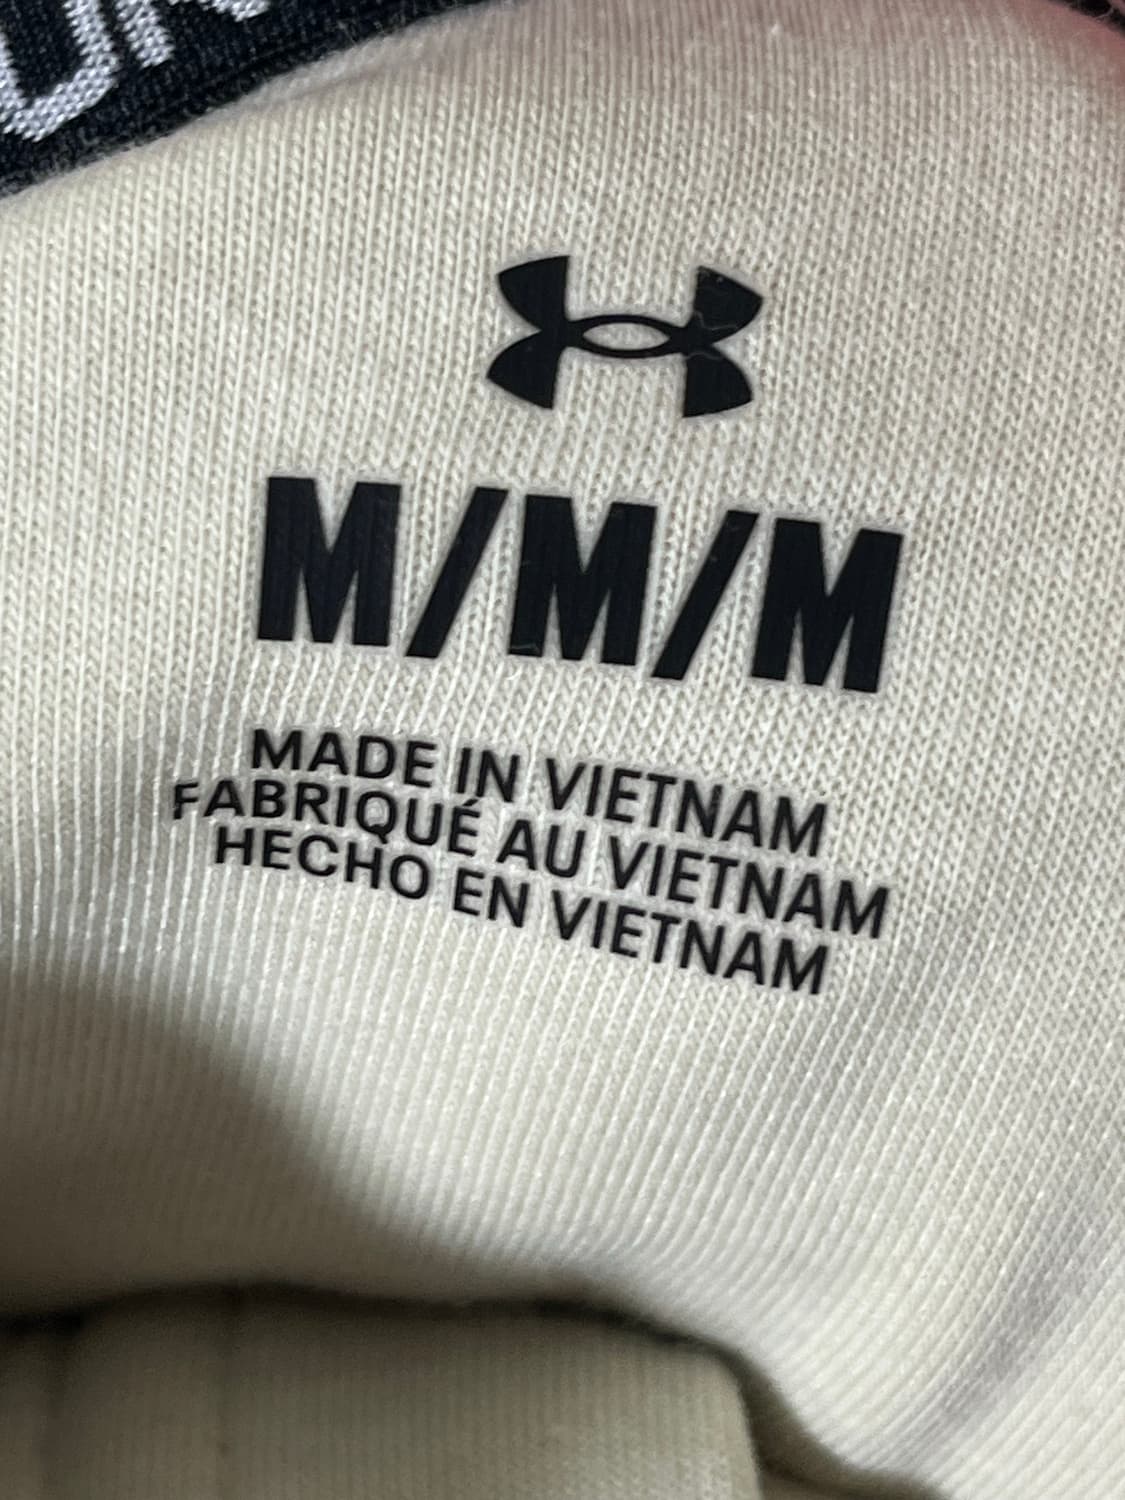 M/M/M
MADE IN VIETNAM
FABRIQUÉ AU VIETNAM
HECHO EN VIETNAM